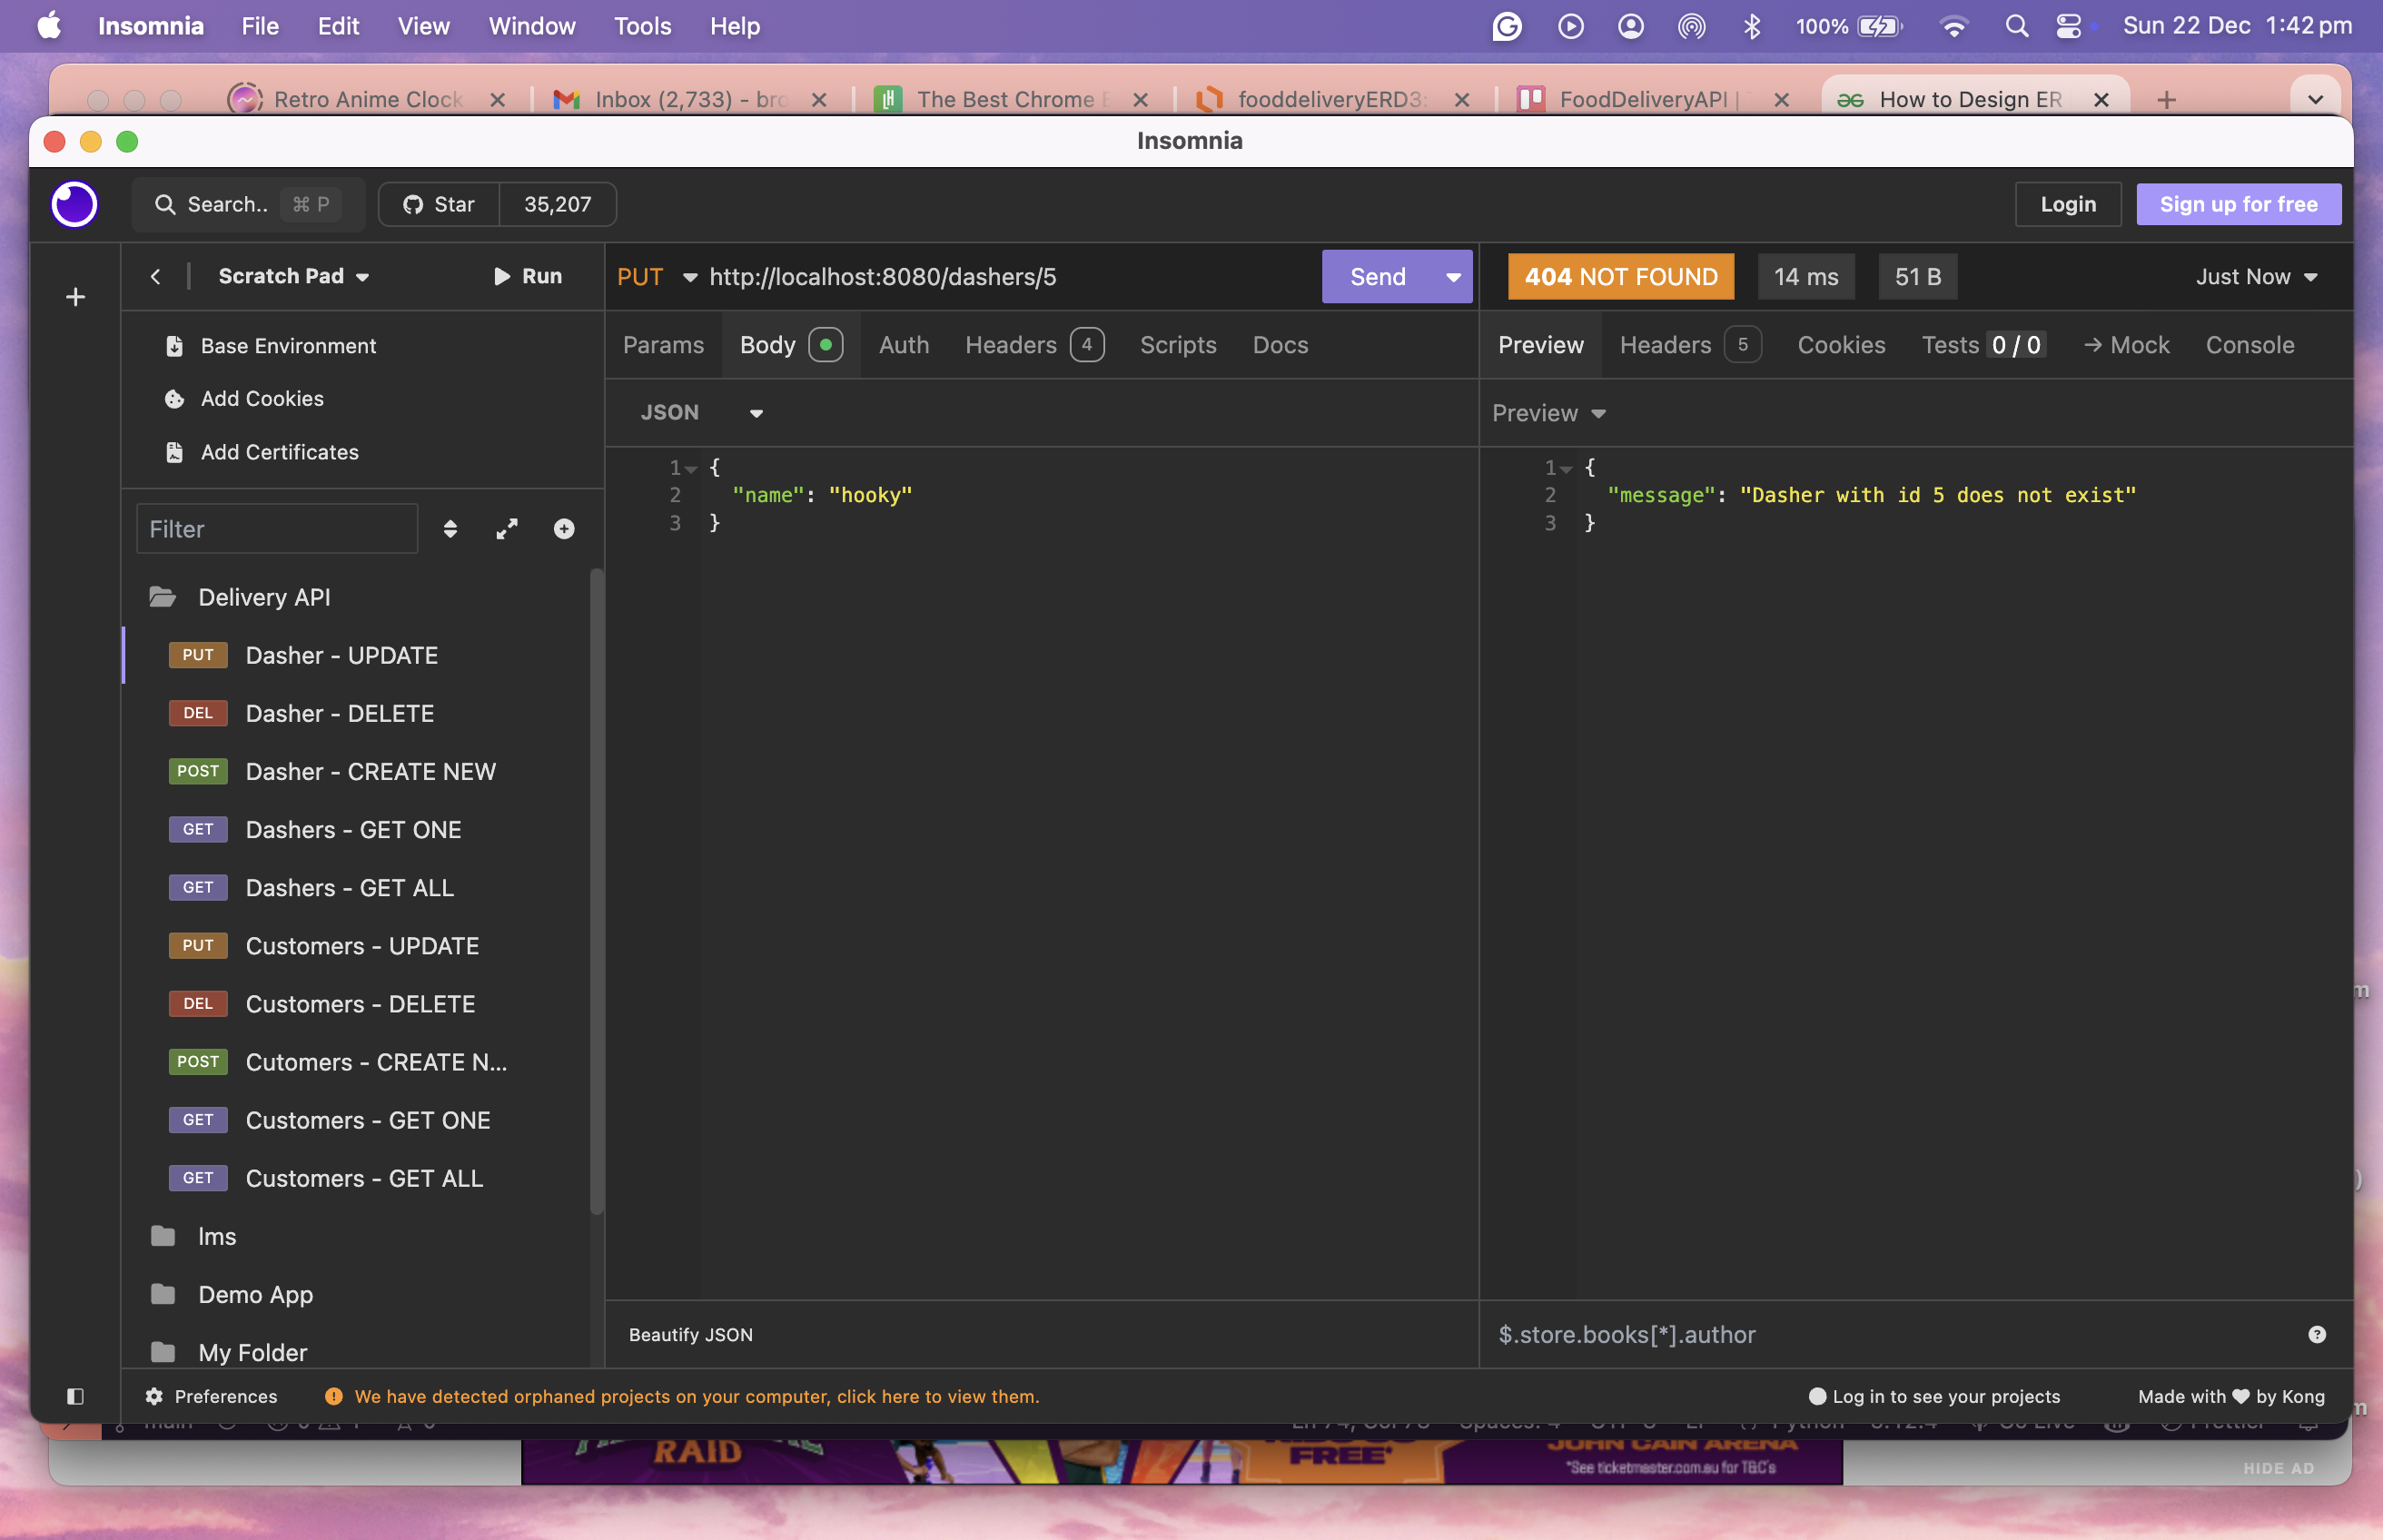 Insomnia File Edit View Window Tools Help 100% Sun 22 Dec 1:42 pm
Retro Anime Clock Inbox (2,733) - bro The Best Chrome E fooddeliveryERD3: FoodDeliveryAPI | How to Design ER
Insomnia
Search.. ⌘ P Star 35,207 Login Sign up for free
Scratch Pad Run PUT http://localhost:8080/dashers/5 Send 404 NOT FOUND 14 ms 51 B Just Now
Params Body Auth Headers 4 Scripts Docs Preview Headers 5 Cookies Tests 0 / 0 → Mock Console
Base Environment
Add Cookies
Add Certificates
JSON
Preview
1 {
2 "name": "hooky"
3 }
1 {
2 "message": "Dasher with id 5 does not exist"
3 }
Filter
Delivery API
PUT Dasher - UPDATE
DEL Dasher - DELETE
POST Dasher - CREATE NEW
GET Dashers - GET ONE
GET Dashers - GET ALL
PUT Customers - UPDATE
DEL Customers - DELETE
POST Cutomers - CREATE N...
GET Customers - GET ONE
GET Customers - GET ALL
lms
Demo App
My Folder
Beautify JSON
$.store.books[*].author
Preferences We have detected orphaned projects on your computer, click here to view them. Log in to see your projects Made with ♥ by Kong
RAID
FREE*
JOHN CAIN ARENA
*See ticketmaster.com.au for T&C's
HIDE AD